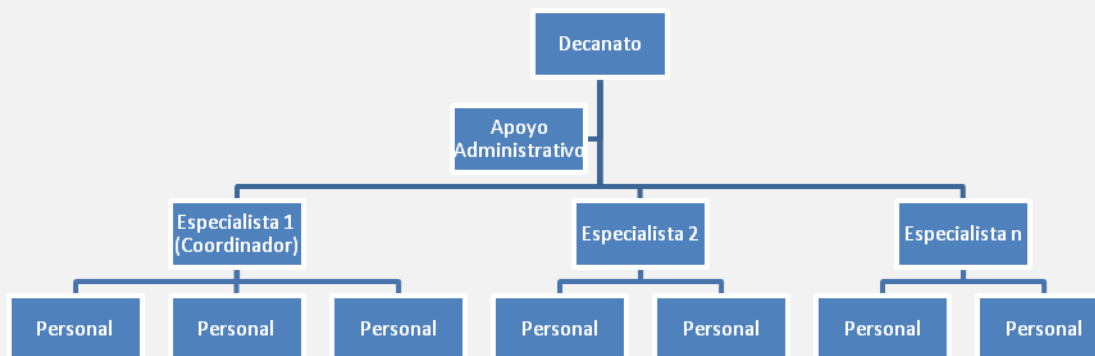 Decanato
Apoyo
Administrativo
Especialista 1
(Coordinador)
Especialista 2
Especialista n
Personal
Personal
Personal
Personal
Personal
Personal
Personal